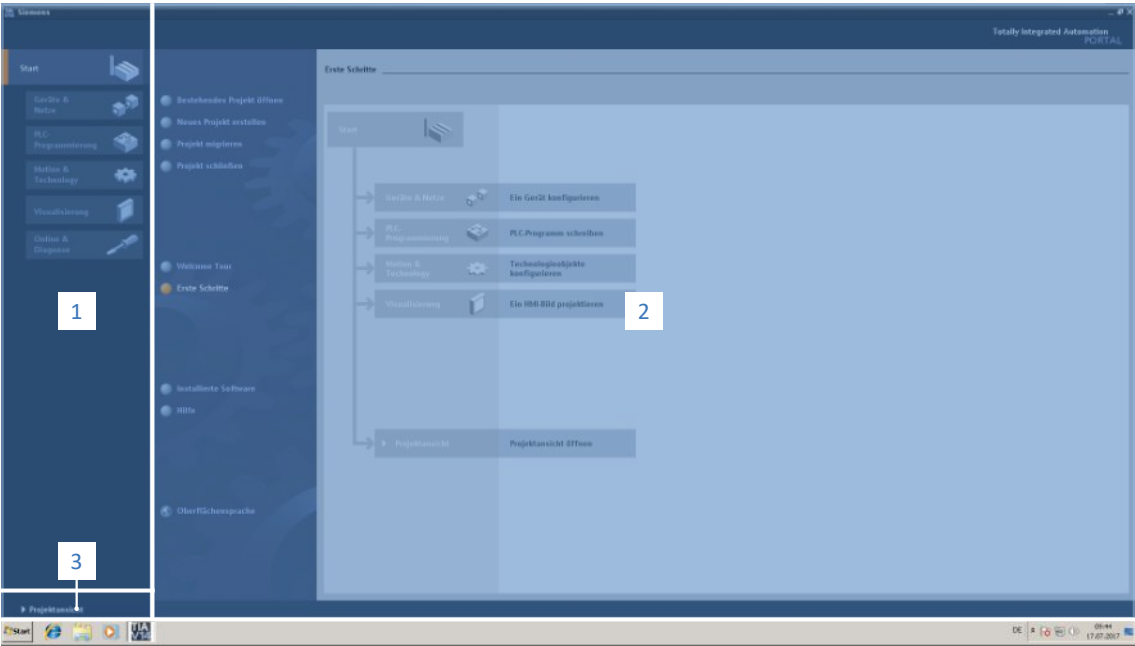 Siemens
Totally Integrated Automation
PORTAL
Start
Geräte &
Netze
PLC-
Programmierung
Motion &
Technology
Visualisierung
Online &
Diagnose
1
3
Projektansicht
Bestehendes Projekt öffnen
Neues Projekt erstellen
Projekt migrieren
Projekt schließen
Welcome Tour
Erste Schritte
Installierte Software
Hilfe
Oberflächensprache
Erste Schritte
Start
Geräte & Netze
Ein Gerät konfigurieren
PLC-
Programmierung
PLC-Programm schreiben
Motion &
Technology
Technologieobjekte
konfigurieren
Visualisierung
Ein HMI-Bild projektieren
2
Projektansicht
Projektansicht öffnen
Start
TIA
V14
DE
09:44
17.07.2017